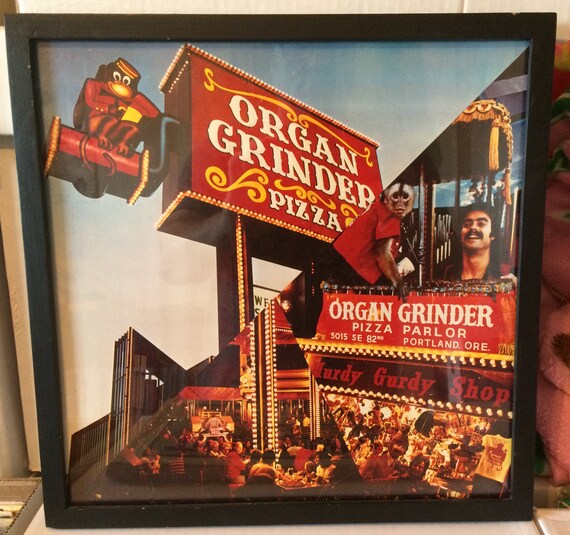 ORGAN
GRINDER
PIZZA
ORGAN GRINDER
PIZZA PARLOR
5015 SE 82ND PORTLAND, ORE.
Hurdy Gurdy Shop